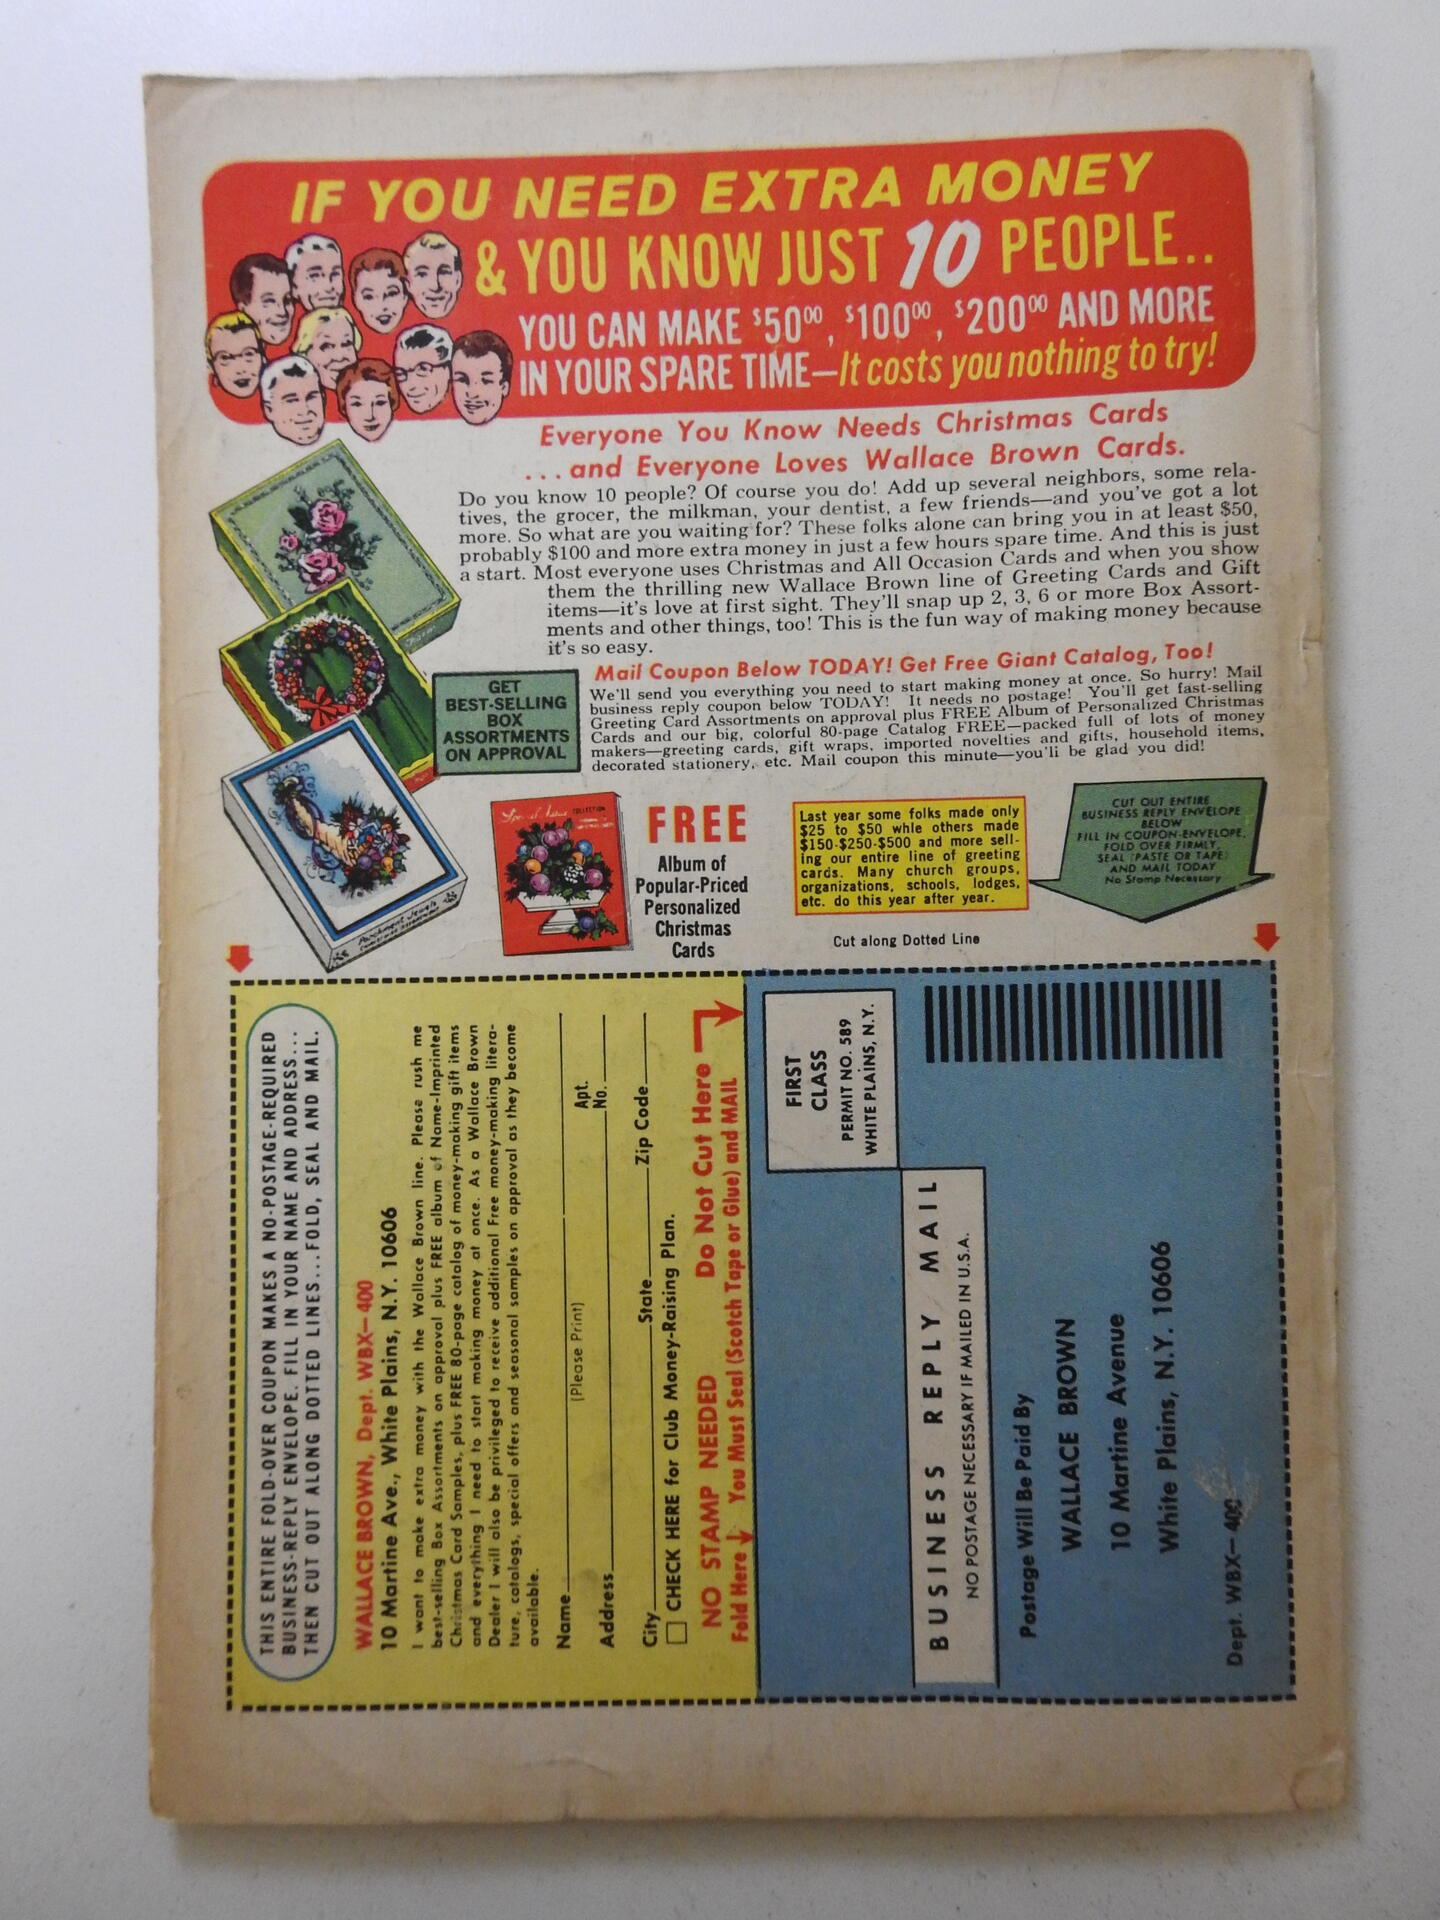 IF YOU NEED EXTRA MONEY
& YOU KNOW JUST 10 PEOPLE..
YOU CAN MAKE $5000, $10000, $20000 AND MORE
IN YOUR SPARE TIME—It costs you nothing to try!
Everyone You Know Needs Christmas Cards
...and Everyone Loves Wallace Brown Cards.
Do you know 10 people? Of course you do! Add up several neighbors, some rela-
tives, the grocer, the milkman, your dentist, a few friends—and you've got a lot
more. So what are you waiting for? These folks alone can bring you in at least $50,
probably $100 and more extra money in just a few hours spare time. And this is just
a start. Most everyone uses Christmas and All Occasion Cards and when you show
them the thrilling new Wallace Brown line of Greeting Cards and Gift
items—it's love at first sight. They'll snap up 2, 3, 6 or more Box Assort-
ments and other things, too! This is the fun way of making money because
it's so easy.
Mail Coupon Below TODAY! Get Free Giant Catalog, Too!
We'll send you everything you need to start making money at once. So hurry! Mail
business reply coupon below TODAY! It needs no postage! You'll get fast-selling
Greeting Card Assortments on approval plus FREE Album of Personalized Christmas
Cards and our big, colorful 80-page Catalog FREE—packed full of lots of money
makers—greeting cards, gift wraps, imported novelties and gifts, household items,
decorated stationery, etc. Mail coupon this minute—you'll be glad you did!
GET
BEST-SELLING
BOX
ASSORTMENTS
ON APPROVAL
Parchment Jewels
COLLECTION
FREE
Album of
Popular-Priced
Personalized
Christmas
Cards
Last year some folks made only
$25 to $50 whle others made
$150-$250-$500 and more sell-
ing our entire line of greeting
cards. Many church groups,
organizations, schools, lodges,
etc. do this year after year.
CUT OUT ENTIRE
BUSINESS REPLY ENVELOPE
BELOW
FILL IN COUPON-ENVELOPE,
FOLD OVER FIRMLY,
SEAL (PASTE OR TAPE)
AND MAIL TODAY
No Stamp Necessary
Cut along Dotted Line
THIS ENTIRE FOLD-OVER COUPON MAKES A NO-POSTAGE-REQUIRED
BUSINESS-REPLY ENVELOPE. FILL IN YOUR NAME AND ADDRESS...
THEN CUT OUT ALONG DOTTED LINES...FOLD, SEAL AND MAIL.
WALLACE BROWN, Dept. WBX—400
10 Martine Ave., White Plains, N.Y. 10606
I want to make extra money with the Wallace Brown line. Please rush me
best-selling Box Assortments on approval plus FREE album of Name-Imprinted
Christmas Card Samples, plus FREE 80-page catalog of money-making gift items
and everything I need to start making money at once. As a Wallace Brown
Dealer I will also be privileged to receive additional Free money-making litera-
ture, catalogs, special offers and seasonal samples on approval as they become
available.
Name
(Please Print)
Apt.
Address No.
City State Zip Code
CHECK HERE for Club Money-Raising Plan.
NO STAMP NEEDED Do Not Cut Here
Fold Here You Must Seal (Scotch Tape or Glue) and MAIL
FIRST
CLASS
PERMIT NO. 589
WHITE PLAINS, N.Y.
BUSINESS REPLY MAIL
NO POSTAGE NECESSARY IF MAILED IN U.S.A.
Postage Will Be Paid By
WALLACE BROWN
10 Martine Avenue
White Plains, N.Y. 10606
Dept. WBX—400